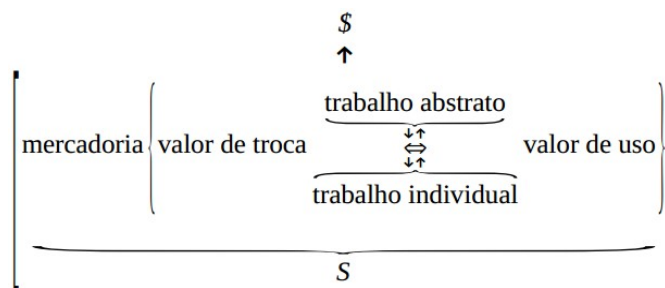 $
↑
trabalho abstrato
mercadoria { valor de troca ↓↑ ⇔ ↓↑ valor de uso }
trabalho individual
S